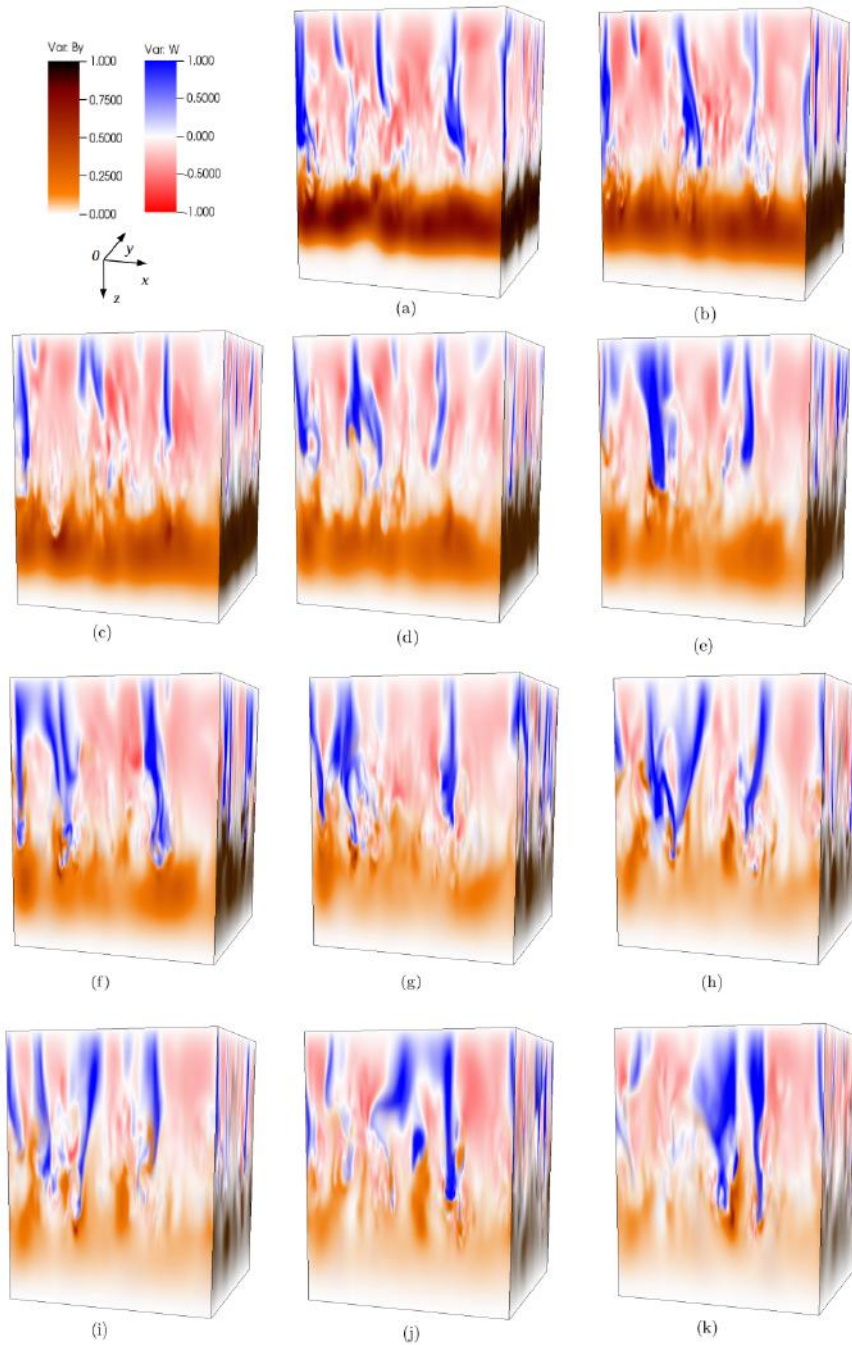 Var. By
Var. W
1.000
0.7500
0.5000
0.2500
0.000
1.000
0.5000
-0.000
-0.5000
-1.000
0
y
x
z
(a)
(b)
(c)
(d)
(e)
(f)
(g)
(h)
(i)
(j)
(k)